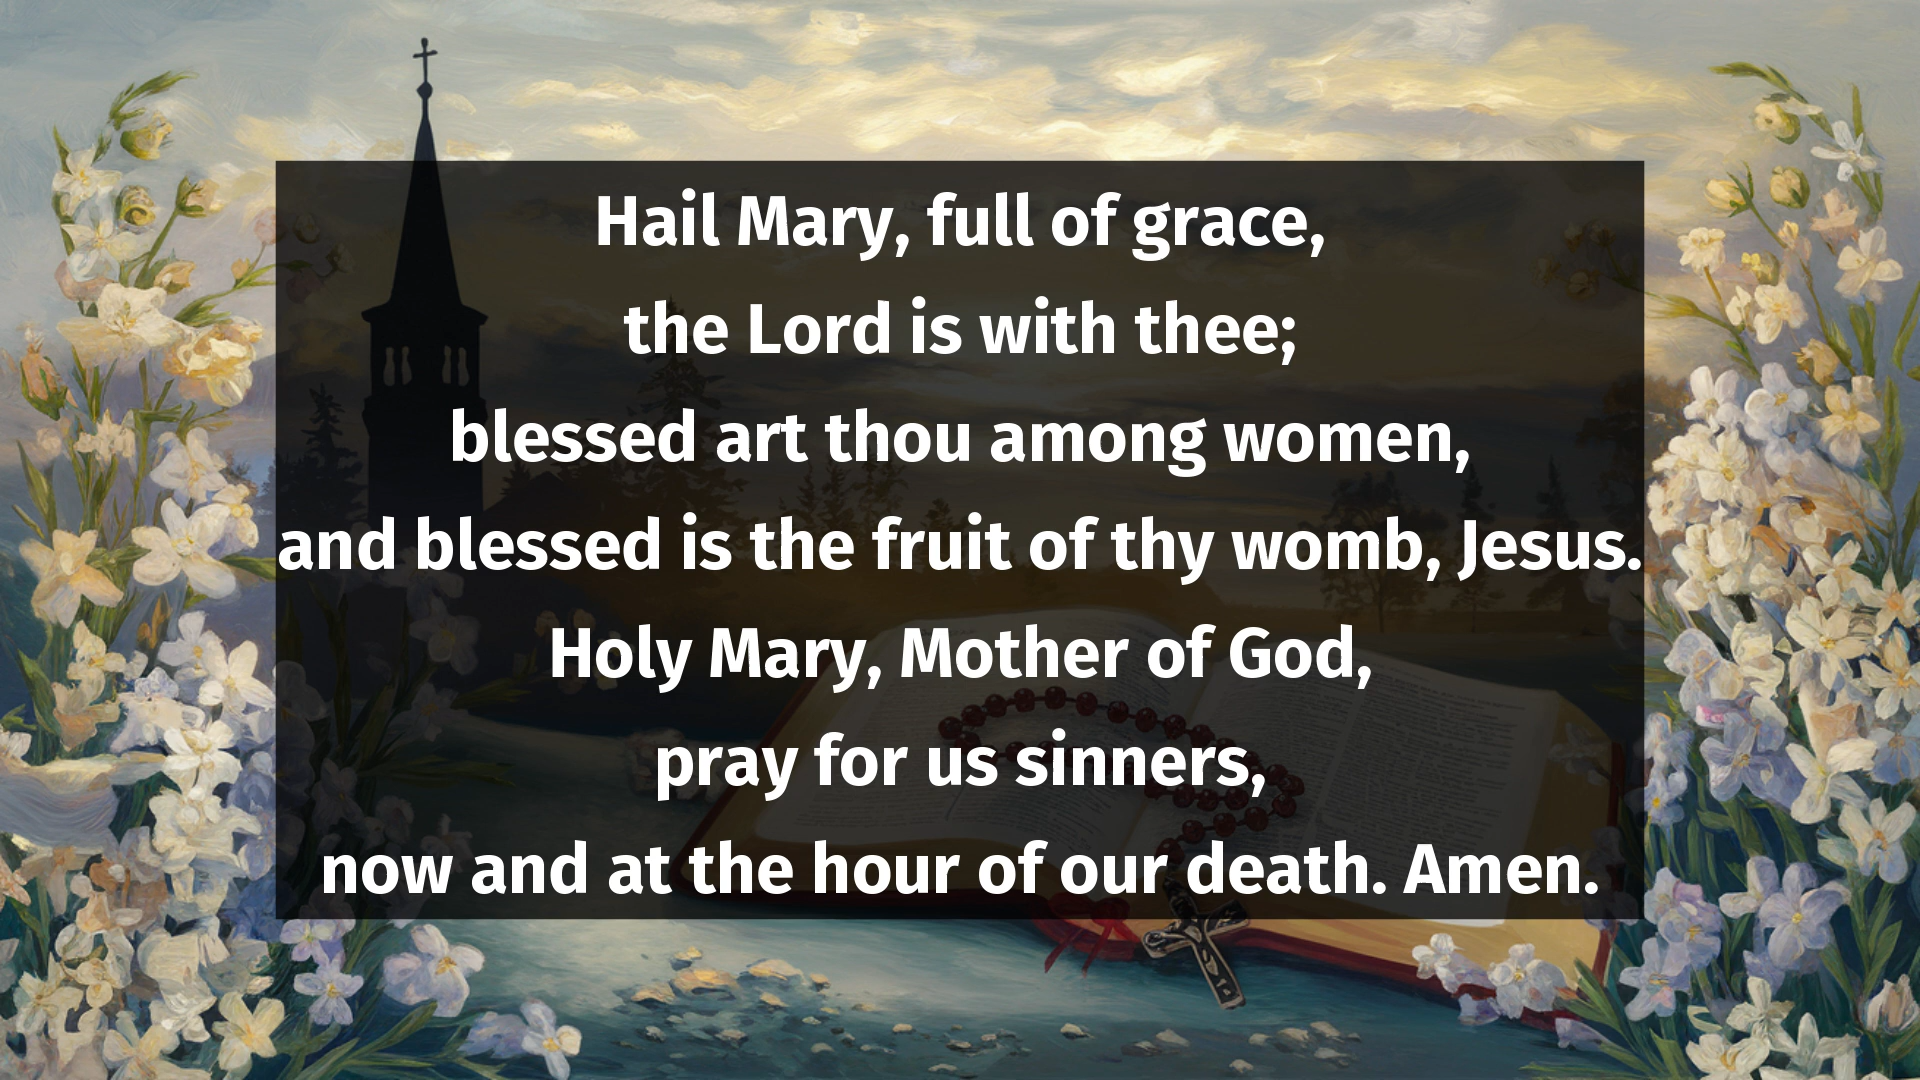 Hail Mary, full of grace,
the Lord is with thee;
blessed art thou among women,
and blessed is the fruit of thy womb, Jesus.
Holy Mary, Mother of God,
pray for us sinners,
now and at the hour of our death. Amen.